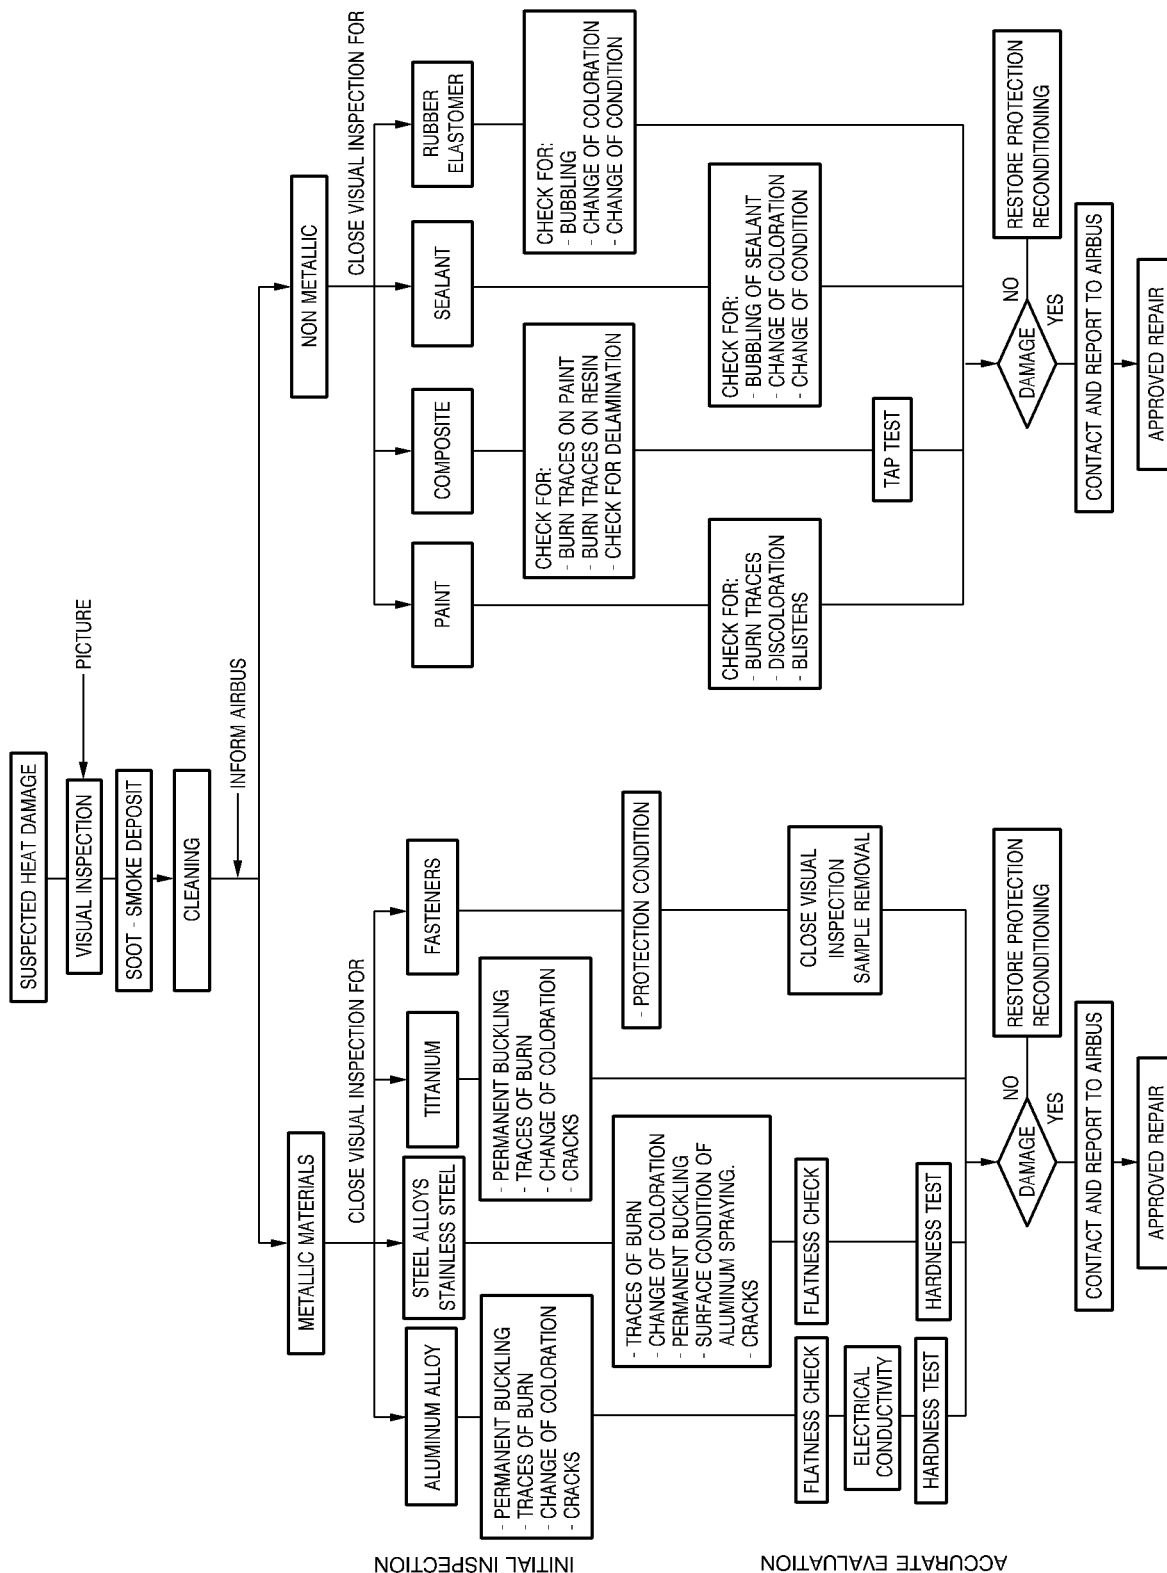 SUSPECTED HEAT DAMAGE
VISUAL INSPECTION
PICTURE
SOOT - SMOKE DEPOSIT
CLEANING
INFORM AIRBUS
METALLIC MATERIALS
CLOSE VISUAL INSPECTION FOR
ALUMINUM ALLOY
STEEL ALLOYS
STAINLESS STEEL
TITANIUM
FASTENERS
INITIAL INSPECTION
- PERMANENT BUCKLING
- TRACES OF BURN
- CHANGE OF COLORATION
- CRACKS
- TRACES OF BURN
- CHANGE OF COLORATION
- PERMANENT BUCKLING
- SURFACE CONDITION OF
ALUMINUM SPRAYING.
- CRACKS
- PERMANENT BUCKLING
- TRACES OF BURN
- CHANGE OF COLORATION
- CRACKS
- PROTECTION CONDITION
ACCURATE EVALUATION
FLATNESS CHECK
ELECTRICAL
CONDUCTIVITY
HARDNESS TEST
FLATNESS CHECK
HARDNESS TEST
CLOSE VISUAL
INSPECTION
SAMPLE REMOVAL
DAMAGE
NO
RESTORE PROTECTION
RECONDITIONING
YES
CONTACT AND REPORT TO AIRBUS
APPROVED REPAIR
NON METALLIC
CLOSE VISUAL INSPECTION FOR
PAINT
COMPOSITE
SEALANT
RUBBER
ELASTOMER
CHECK FOR:
- BURN TRACES
- DISCOLORATION
- BLISTERS
CHECK FOR:
- BURN TRACES ON PAINT
- BURN TRACES ON RESIN
- CHECK FOR DELAMINATION
TAP TEST
CHECK FOR:
- BUBBLING OF SEALANT
- CHANGE OF COLORATION
- CHANGE OF CONDITION
CHECK FOR:
- BUBBLING
- CHANGE OF COLORATION
- CHANGE OF CONDITION
DAMAGE
NO
RESTORE PROTECTION
RECONDITIONING
YES
CONTACT AND REPORT TO AIRBUS
APPROVED REPAIR